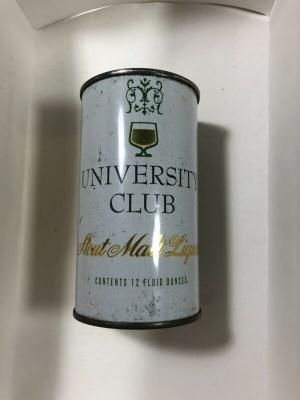 UNIVERSITY
CLUB
Stout Malt Liquor
CONTENTS 12 FLUID OUNCES